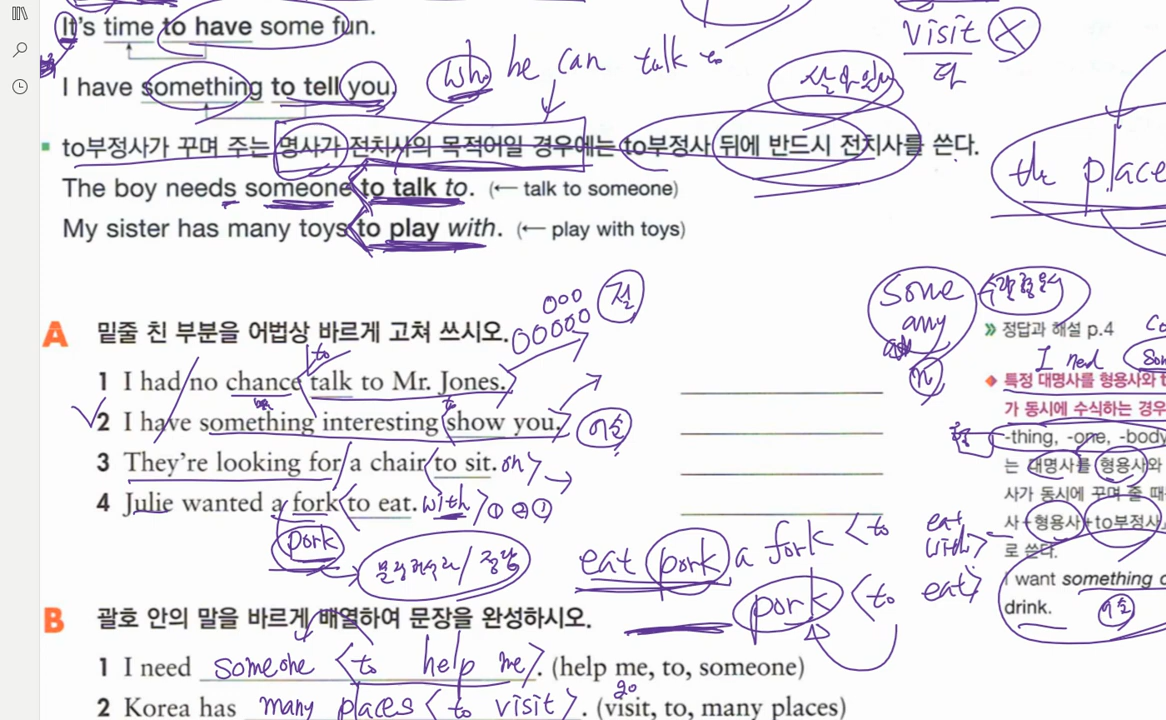 It's time to have some fun.
visit X
who he can talk to
I have something to tell you.
to부정사가 꾸며 주는 명사가 전치사의 목적어일 경우에는 to부정사 뒤에 반드시 전치사를 쓴다.
the place
The boy needs someone to talk to. (← talk to someone)
My sister has many toys to play with. (← play with toys)
some
any
A 밑줄 친 부분을 어법상 바르게 고쳐 쓰시오.
» 정답과 해설 p.4
to
I need
1 I had no chance talk to Mr. Jones.
특정 대명사를 형용사와 t
to
2 I have something interesting show you.
가 동시에 수식하는 경우
어순
-thing, -one, -body
3 They're looking for a chair to sit. on
는 대명사를 형용사와
사가 동시에 꾸며 줄 때
4 Julie wanted a fork to eat. with
사+형용사+to부정사
eat
with
로 쓴다.
pork
eat pork a fork to
I want something c
pork to eat
drink.
어순
B 괄호 안의 말을 바르게 배열하여 문장을 완성하시오.
1 I need someone to help me. (help me, to, someone)
go
2 Korea has many places to visit. (visit, to, many places)